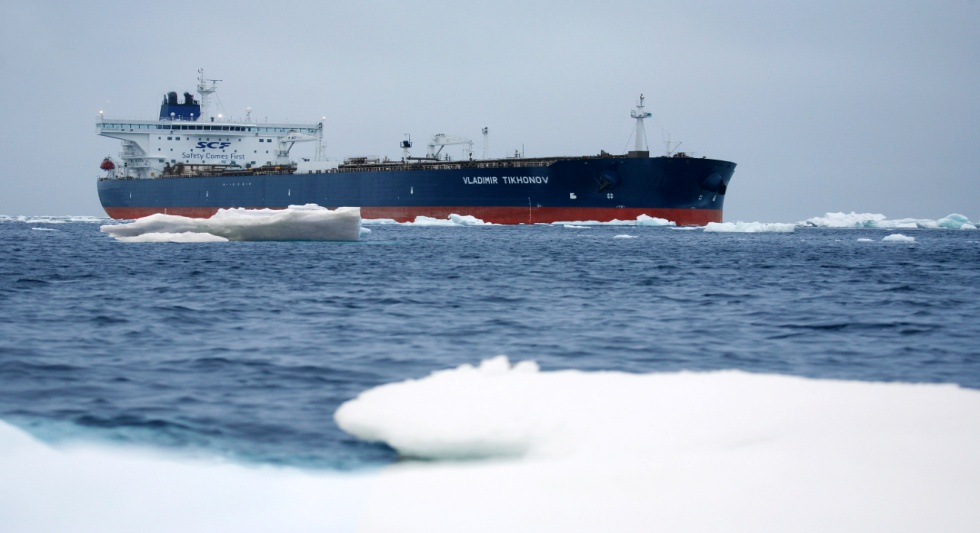 SCF
Safety Comes First
VLADIMIR TIKHONOV